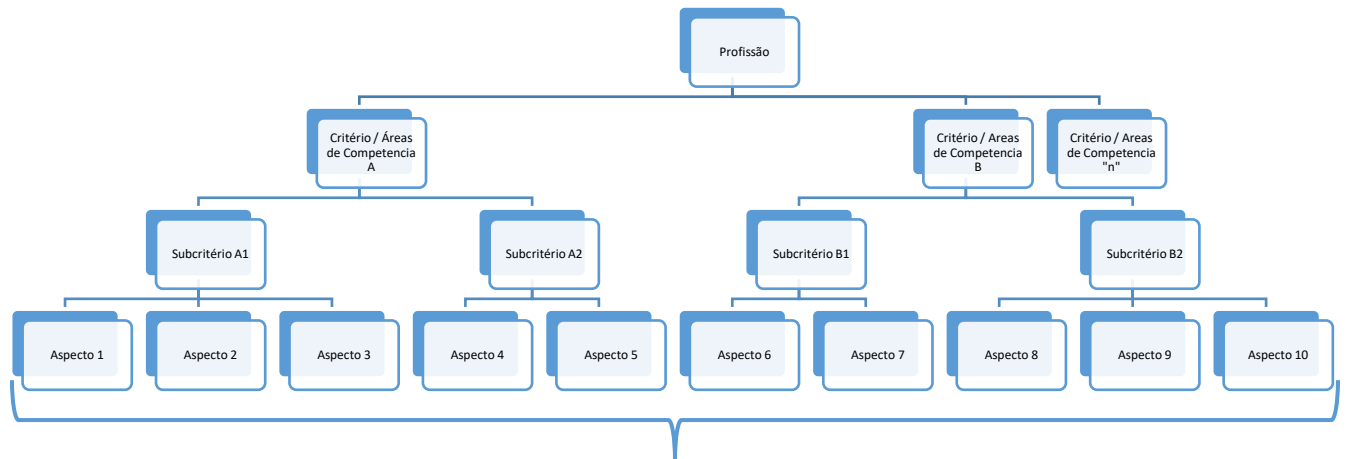 Profissão
Critério / Áreas
de Competencia
A
Critério / Areas
de Competencia
B
Critério / Areas
de Competencia
"n"
Subcritério A1
Subcritério A2
Subcritério B1
Subcritério B2
Aspecto 1
Aspecto 2
Aspecto 3
Aspecto 4
Aspecto 5
Aspecto 6
Aspecto 7
Aspecto 8
Aspecto 9
Aspecto 10